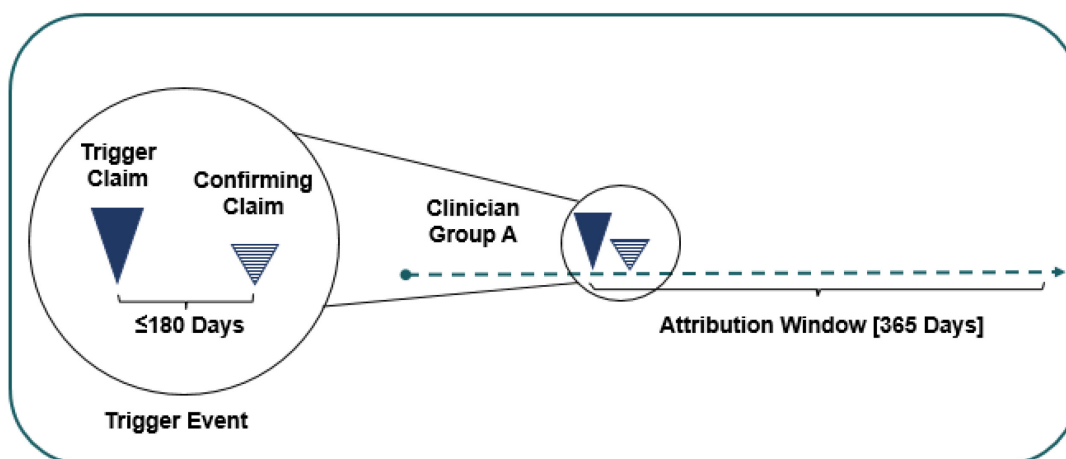 Trigger
Claim
Confirming
Claim
≤180 Days
Trigger Event
Clinician
Group A
Attribution Window [365 Days]